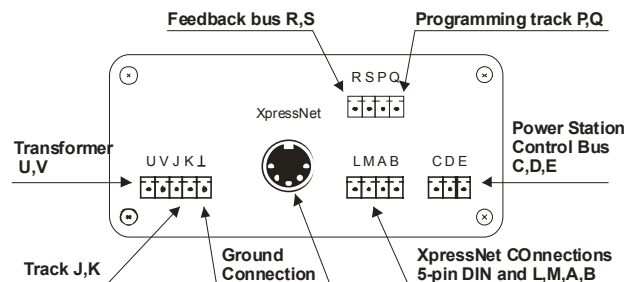 Feedback bus R,S
Programming track P,Q
R S P Q
XpressNet
Transformer
U,V
U V J K ⊥
L M A B
C D E
Power Station
Control Bus
C,D,E
Track J,K
Ground
Connection
XpressNet COnnections
5-pin DIN and L,M,A,B